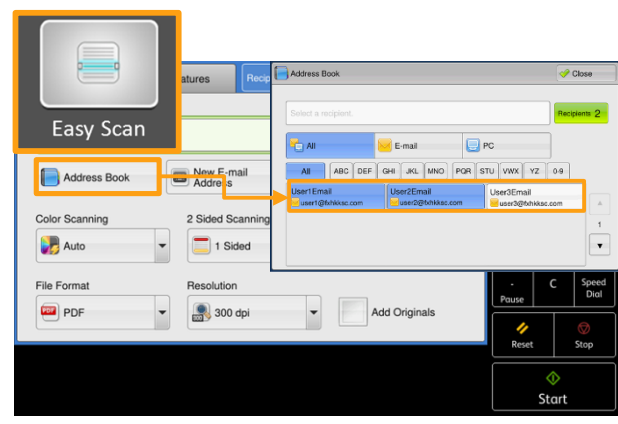 Easy Scan
atures
Recip
Address Book
Close
Select a recipient.
Recipients 2
All
E-mail
PC
All
ABC
DEF
GHI
JKL
MNO
PQR
STU
VWX
YZ
0-9
User1Email
user1@fxhkksc.com
User2Email
user2@fxhkksc.com
User3Email
user3@fxhkksc.com
1
Address Book
New E-mail
Address
Color Scanning
2 Sided Scanning
Auto
1 Sided
File Format
Resolution
PDF
300 dpi
Add Originals
-
Pause
C
Speed
Dial
Reset
Stop
Start